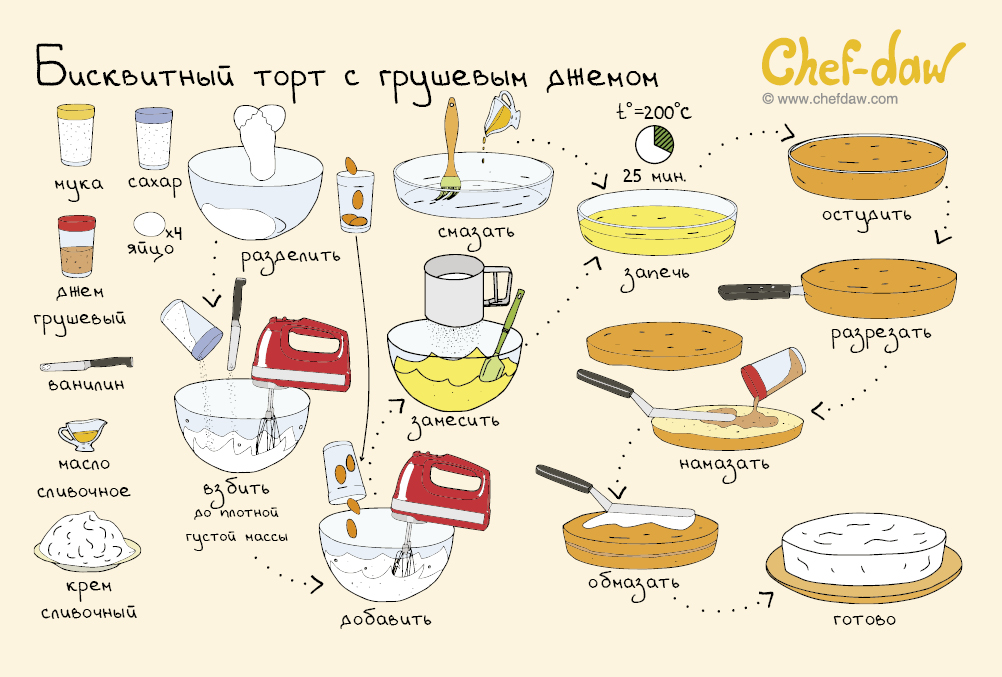 Бисквитный торт с грушевым джемом
Chef-daw
© www.chefdaw.com
мука
сахар
джем
грушевый
x4
яйцо
ванилин
масло
сливочное
крем
сливочный
разделить
взбить
до плотной
густой массы
добавить
смазать
замесить
t°=200°C
25 мин.
запечь
остудить
разрезать
намазать
обмазать
готово